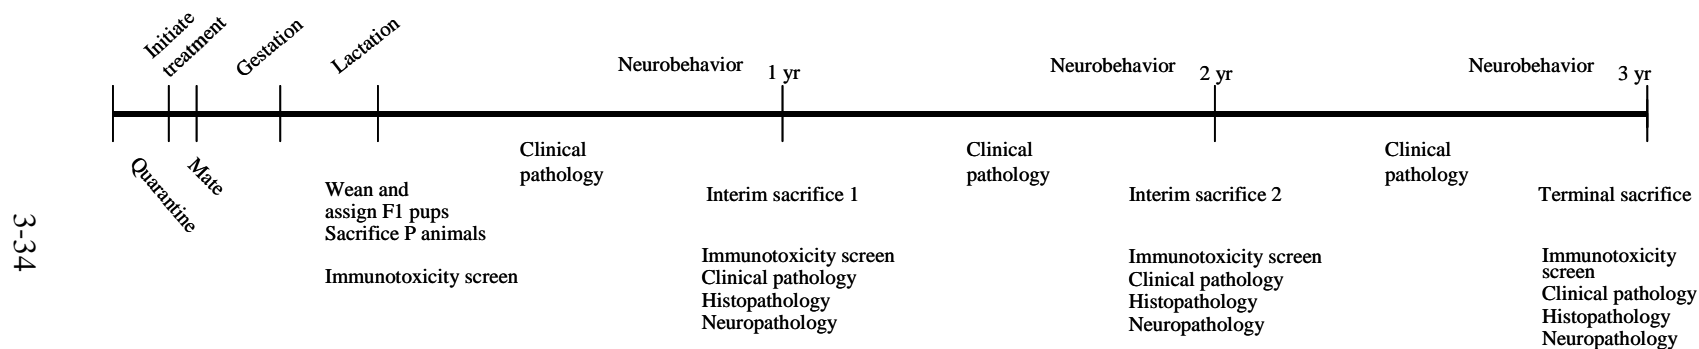 Initiate
treatment
Gestation
Lactation
Neurobehavior
1 yr
Neurobehavior
2 yr
Neurobehavior
3 yr
Quarantine
Mate
Wean and
assign F1 pups
Sacrifice P animals
Immunotoxicity screen
Clinical
pathology
Interim sacrifice 1
Immunotoxicity screen
Clinical pathology
Histopathology
Neuropathology
Clinical
pathology
Interim sacrifice 2
Immunotoxicity screen
Clinical pathology
Histopathology
Neuropathology
Clinical
pathology
Terminal sacrifice
Immunotoxicity
screen
Clinical pathology
Histopathology
Neuropathology
3-34